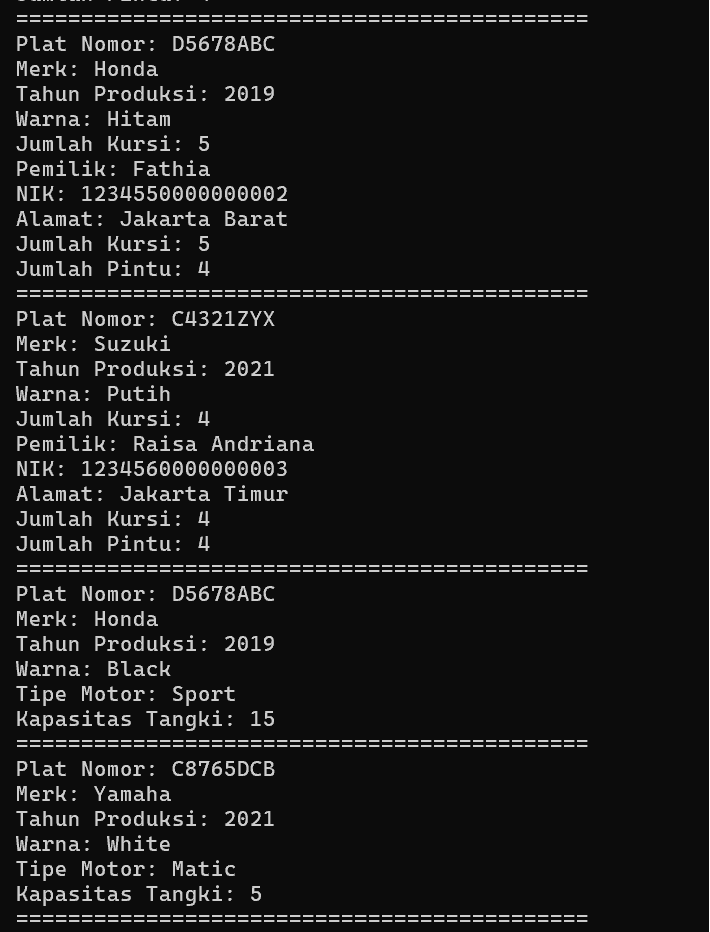 ============================================
Plat Nomor: D5678ABC
Merk: Honda
Tahun Produksi: 2019
Warna: Hitam
Jumlah Kursi: 5
Pemilik: Fathia
NIK: 1234550000000002
Alamat: Jakarta Barat
Jumlah Kursi: 5
Jumlah Pintu: 4
============================================
Plat Nomor: C4321ZYX
Merk: Suzuki
Tahun Produksi: 2021
Warna: Putih
Jumlah Kursi: 4
Pemilik: Raisa Andriana
NIK: 1234560000000003
Alamat: Jakarta Timur
Jumlah Kursi: 4
Jumlah Pintu: 4
============================================
Plat Nomor: D5678ABC
Merk: Honda
Tahun Produksi: 2019
Warna: Black
Tipe Motor: Sport
Kapasitas Tangki: 15
============================================
Plat Nomor: C8765DCB
Merk: Yamaha
Tahun Produksi: 2021
Warna: White
Tipe Motor: Matic
Kapasitas Tangki: 5
============================================